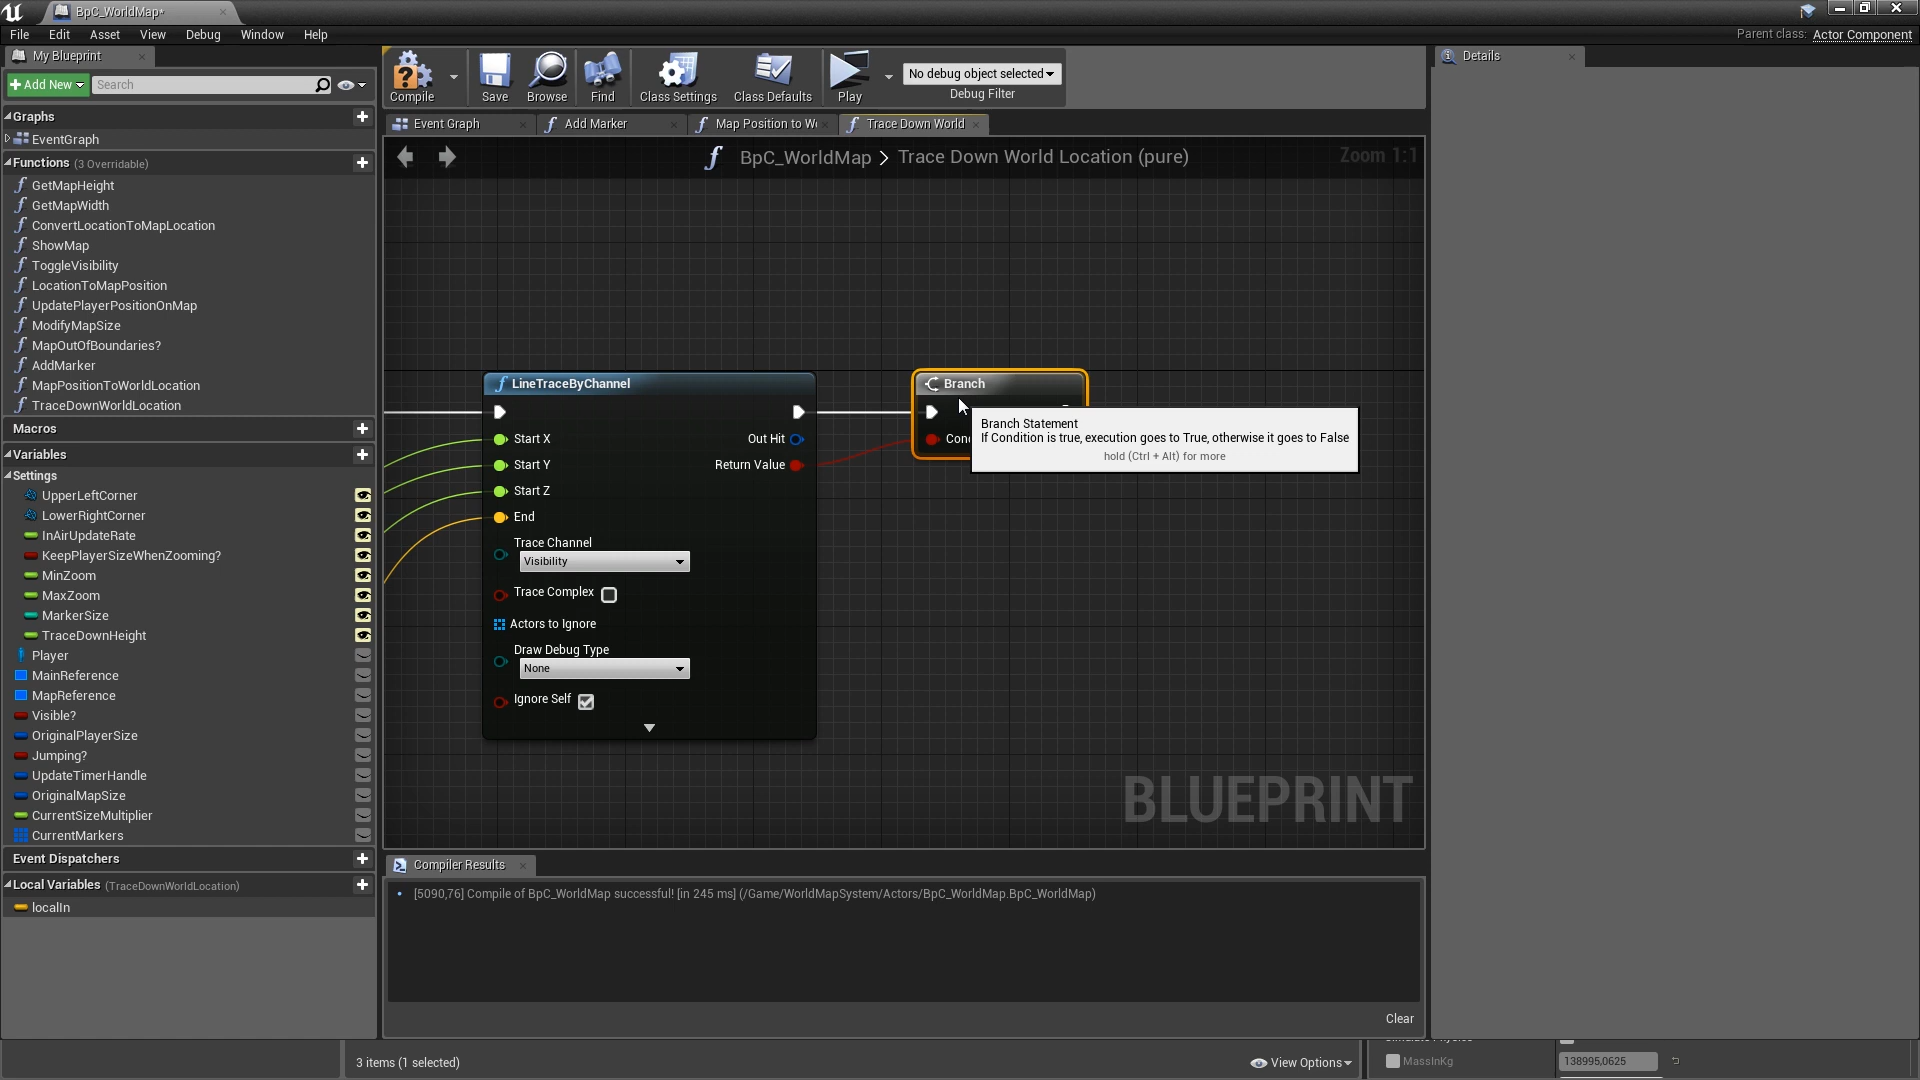 BpC_WorldMap*
File Edit Asset View Debug Window Help
Parent class: Actor Component
My Blueprint
Add New
Search
Compile
Save
Browse
Find
Class Settings
Class Defaults
Play
No debug object selected
Debug Filter
Details
Graphs
EventGraph
Functions (3 Overridable)
GetMapHeight
GetMapWidth
ConvertLocationToMapLocation
ShowMap
ToggleVisibility
LocationToMapPosition
UpdatePlayerPositionOnMap
ModifyMapSize
MapOutOfBoundaries?
AddMarker
MapPositionToWorldLocation
TraceDownWorldLocation
Macros
Variables
Settings
UpperLeftCorner
LowerRightCorner
InAirUpdateRate
KeepPlayerSizeWhenZooming?
MinZoom
MaxZoom
MarkerSize
TraceDownHeight
Player
MainReference
MapReference
Visible?
OriginalPlayerSize
Jumping?
UpdateTimerHandle
OriginalMapSize
CurrentSizeMultiplier
CurrentMarkers
Event Dispatchers
Local Variables (TraceDownWorldLocation)
localIn
Event Graph
Add Marker
Map Position to W
Trace Down World
BpC_WorldMap > Trace Down World Location (pure)
Zoom 1:1
LineTraceByChannel
Start X
Out Hit
Start Y
Return Value
Start Z
End
Trace Channel
Visibility
Trace Complex
Actors to Ignore
Draw Debug Type
None
Ignore Self
Branch
Cond
Branch Statement
If Condition is true, execution goes to True, otherwise it goes to False
hold (Ctrl + Alt) for more
BLUEPRINT
Compiler Results
[5090,76] Compile of BpC_WorldMap successful! [in 245 ms] (/Game/WorldMapSystem/Actors/BpC_WorldMap.BpC_WorldMap)
Clear
3 items (1 selected)
View Options
MassInKg
138995,0625